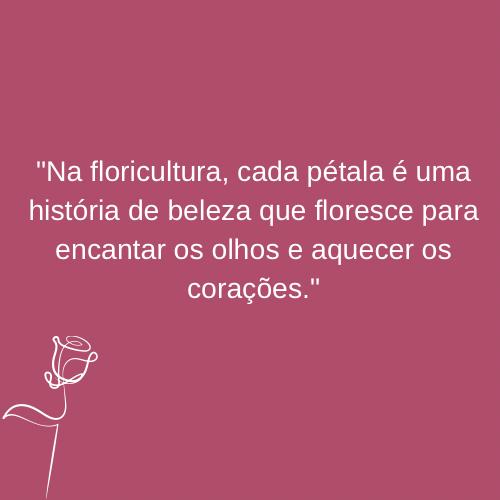 "Na floricultura, cada pétala é uma
história de beleza que floresce para
encantar os olhos e aquecer os
corações."